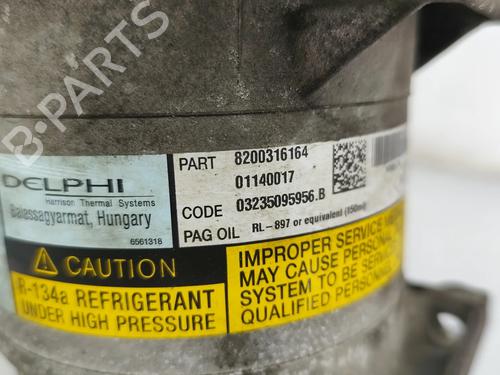 B-PARTS
DELPHI
Harrison Thermal Systems
Balassagyarmat, Hungary
6561318
PART 8200316164
01140017
CODE 03235095956.B
PAG OIL RL-897 or equivalent (150ml)
CAUTION
R-134a REFRIGERANT
UNDER HIGH PRESSURE
IMPROPER SERVICE
MAY CAUSE PERSONAL
SYSTEM TO BE
QUALIFIED PERSONNEL